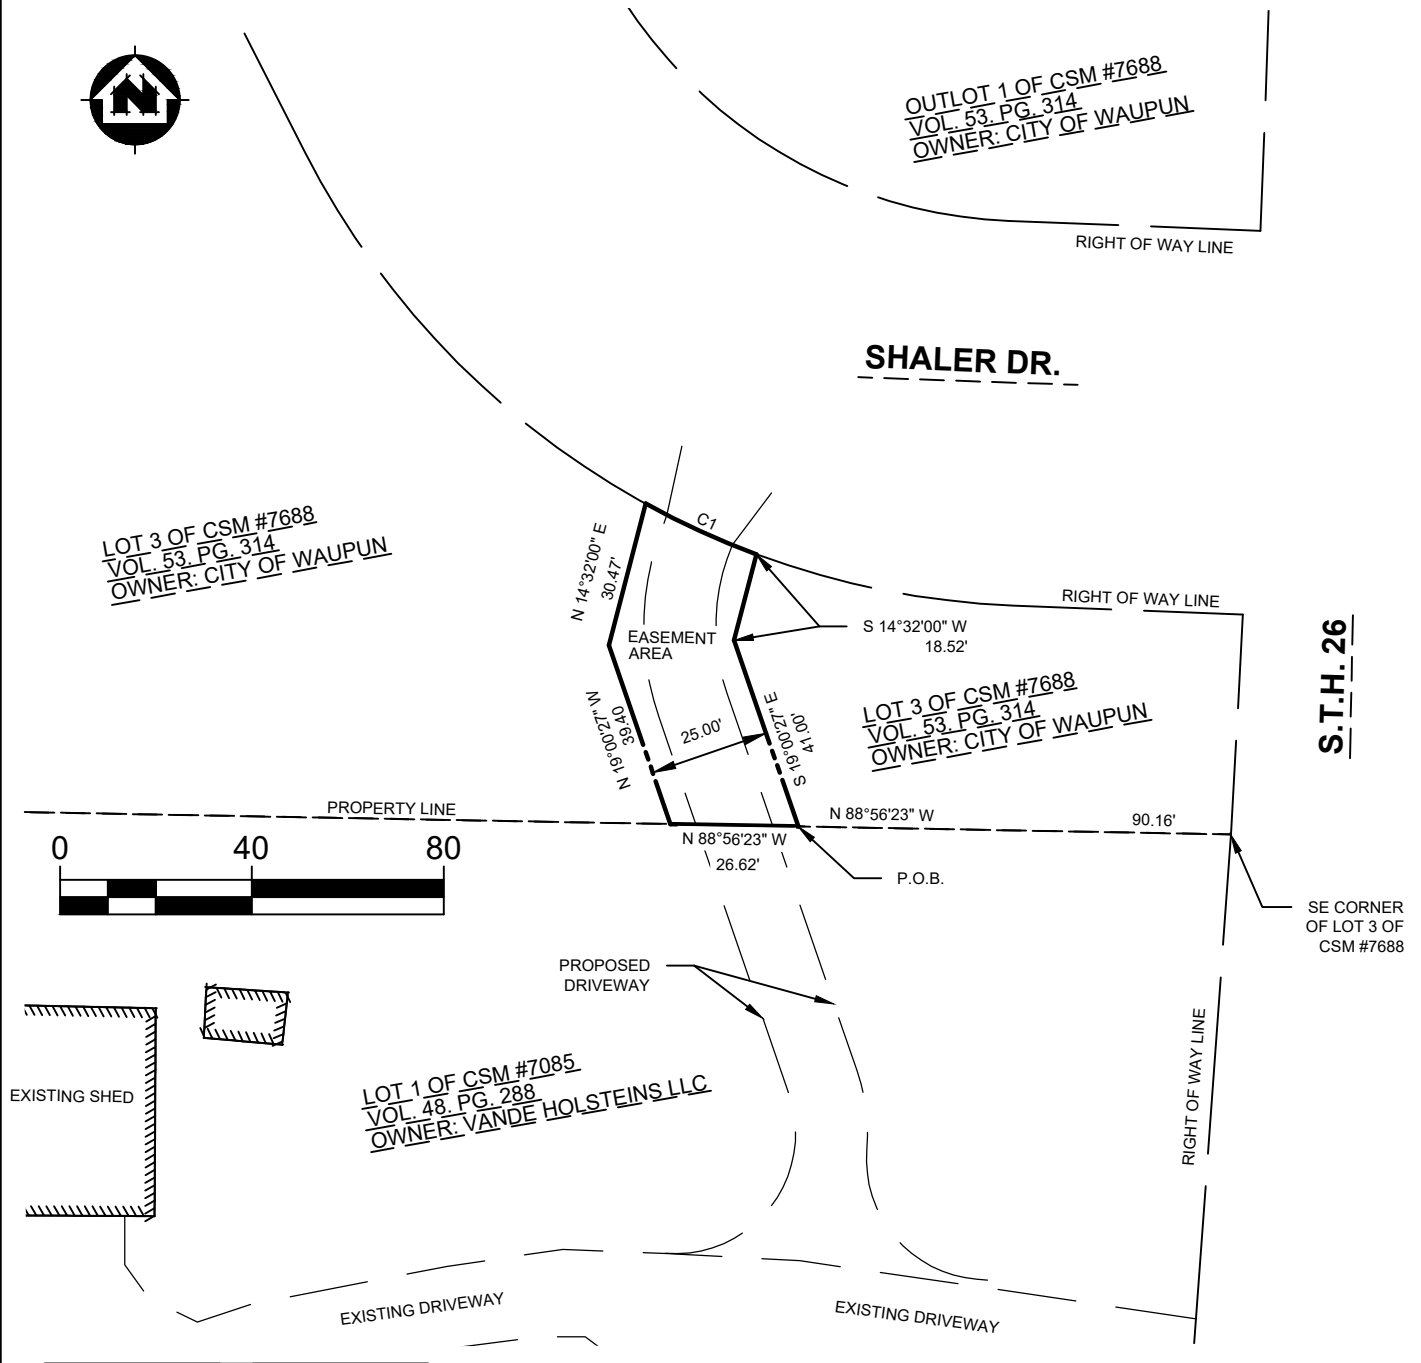 N
OUTLOT 1 OF CSM #7688
VOL. 53. PG. 314
OWNER: CITY OF WAUPUN
RIGHT OF WAY LINE
SHALER DR.
C1
LOT 3 OF CSM #7688
VOL. 53. PG. 314
OWNER: CITY OF WAUPUN
N 14°32'00" E
30.47'
EASEMENT
AREA
S 14°32'00" W
18.52'
RIGHT OF WAY LINE
S.T.H. 26
LOT 3 OF CSM #7688
VOL. 53. PG. 314
OWNER: CITY OF WAUPUN
N 19°00'27" W
39.40
25.00'
S 19°00'27" E
41.00'
PROPERTY LINE
N 88°56'23" W
26.62'
N 88°56'23" W
90.16'
P.O.B.
SE CORNER
OF LOT 3 OF
CSM #7688
0 40 80
PROPOSED
DRIVEWAY
RIGHT OF WAY LINE
EXISTING SHED
LOT 1 OF CSM #7085
VOL. 48. PG. 288
OWNER: VANDE HOLSTEINS LLC
EXISTING DRIVEWAY
EXISTING DRIVEWAY